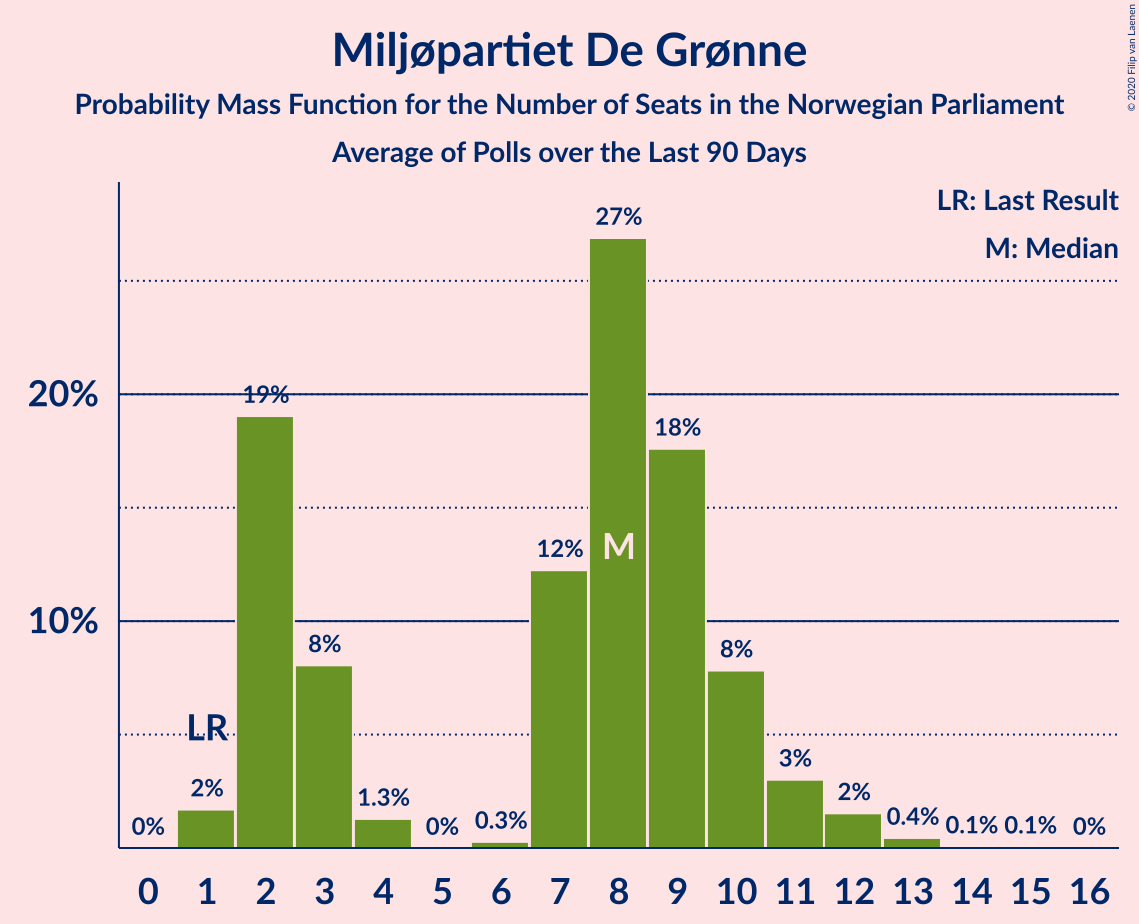 Miljøpartiet De Grønne
Probability Mass Function for the Number of Seats in the Norwegian Parliament
Average of Polls over the Last 90 Days
© 2020 Filip van Laenen
LR: Last Result
M: Median
27%
20%
19%
18%
12%
M
10%
8%
8%
LR
3%
2%
2%
1.3%
0.4%
0.3%
0%
0%
0.1%
0.1%
0%
0 1 2 3 4 5 6 7 8 9 10 11 12 13 14 15 16